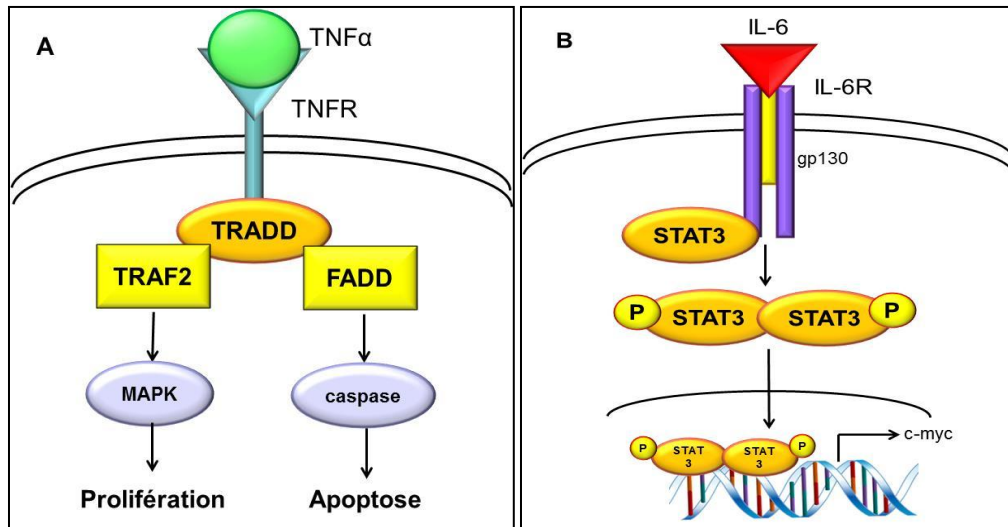 A
TNFα
TNFR
TRADD
TRAF2
FADD
MAPK
caspase
Prolifération
Apoptose
B
IL-6
IL-6R
gp130
STAT3
P
STAT3
STAT3
P
P
STAT
3
STAT
3
P
c-myc